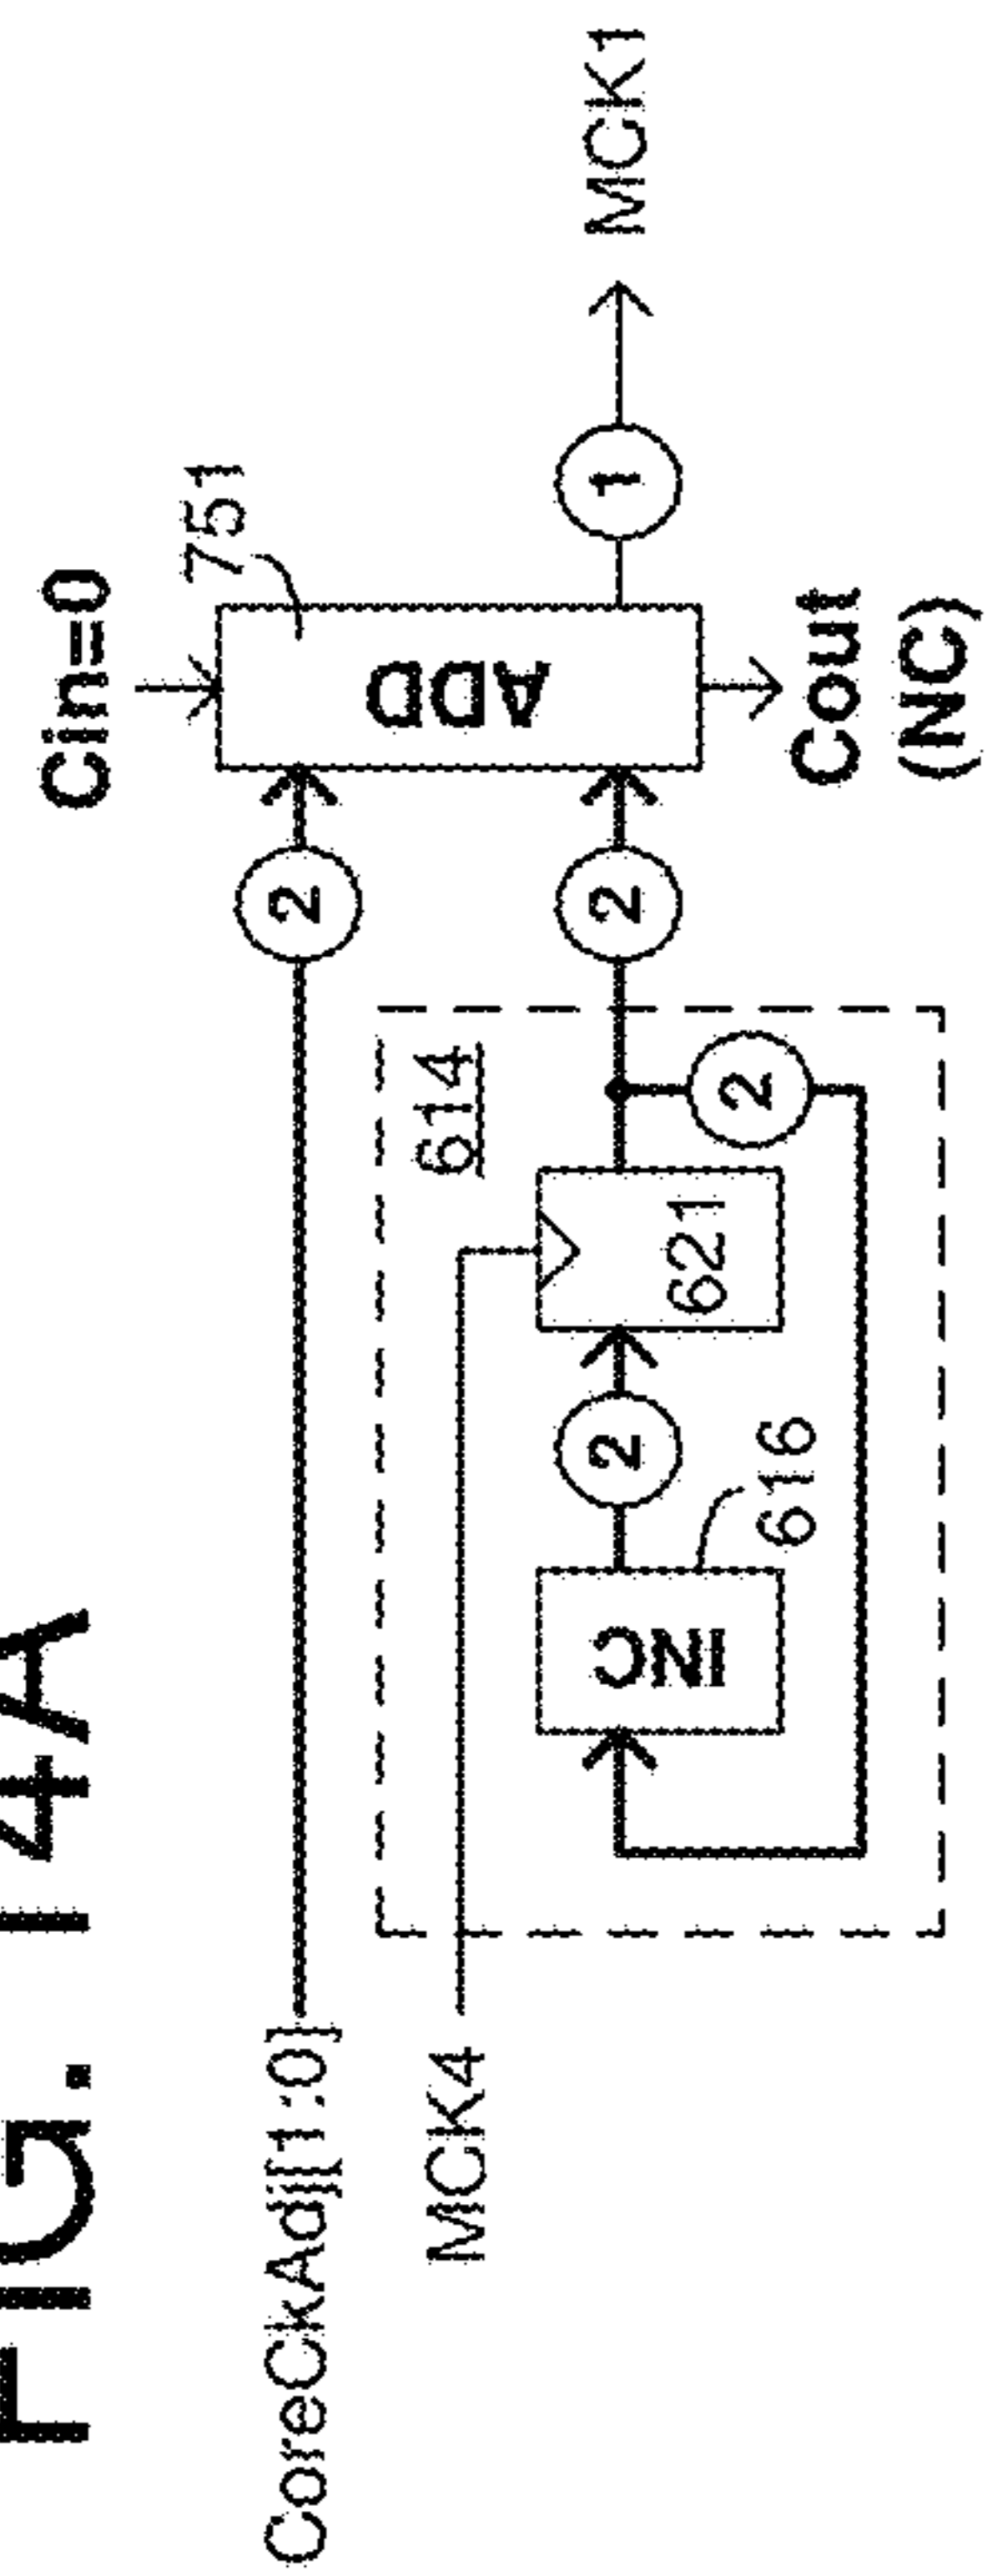 FIG. 14A
Cin=0
751
CoreCkAdj[1:0]
2
ADD
MCK4
614
2
1
MCK1
INC
2
621
616
2
Cout
(NC)